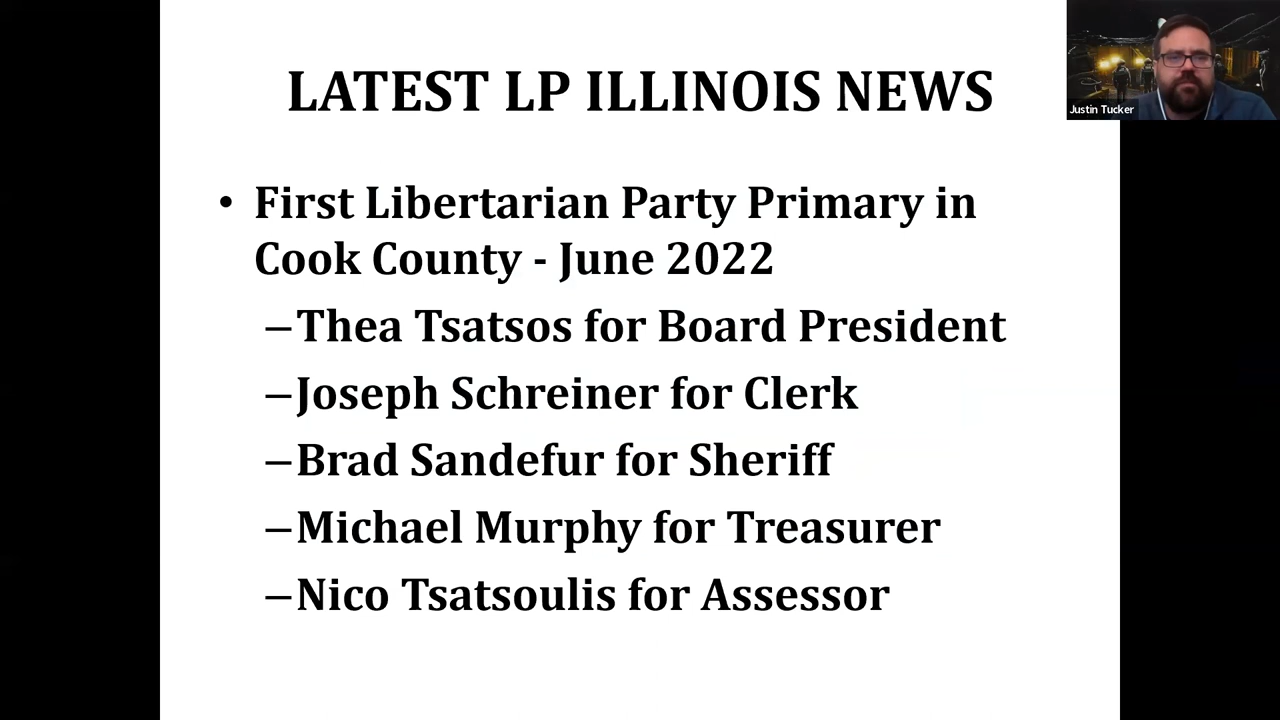 LATEST LP ILLINOIS NEWS
Justin Tucker
• First Libertarian Party Primary in
Cook County - June 2022
–Thea Tsatsos for Board President
–Joseph Schreiner for Clerk
–Brad Sandefur for Sheriff
–Michael Murphy for Treasurer
–Nico Tsatsoulis for Assessor